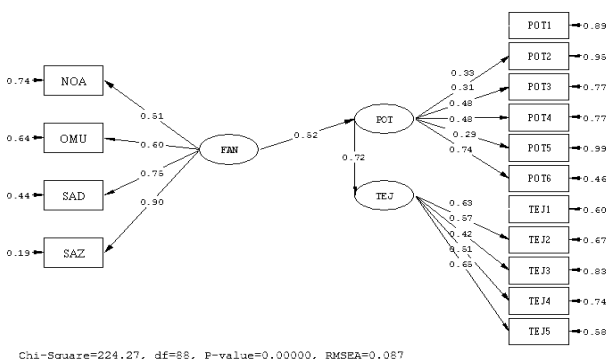 POT1 0.89
POT2 0.95
0.74 NOA 0.33 POT3 0.77
0.51 0.31
0.48 POT4 0.77
0.64 OMU 0.60 FAN 0.52 POT 0.48 POT5 0.99
0.29
0.75 0.74 POT6 0.46
0.44 SAD 0.72 TEJ1 0.60
0.90 TEJ 0.63 TEJ2 0.67
0.57
0.19 SAZ 0.42 TEJ3 0.83
0.51 TEJ4 0.74
0.65 TEJ5 0.58
Chi-Square=224.27, df=88, P-value=0.00000, RMSEA=0.087